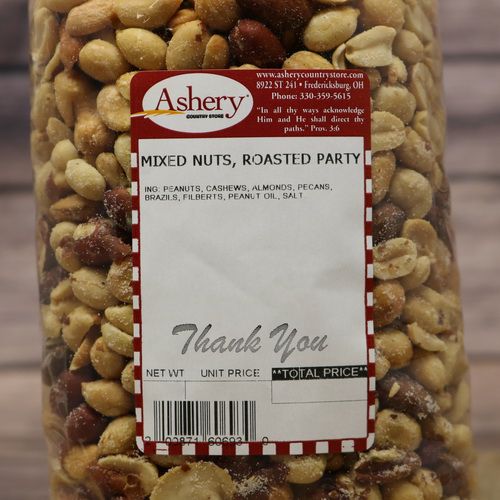 Ashery
COUNTRY STORE
www.asherycountrystore.com
8922 ST 241 • Fredericksburg, OH
Phone: 330-359-5615
"In all thy ways acknowledge
Him and He shall direct thy
paths." Prov. 3:6
MIXED NUTS, ROASTED PARTY
ING: PEANUTS, CASHEWS, ALMONDS, PECANS,
BRAZILS, FILBERTS, PEANUT OIL, SALT
Thank You
NET WT UNIT PRICE **TOTAL PRICE**